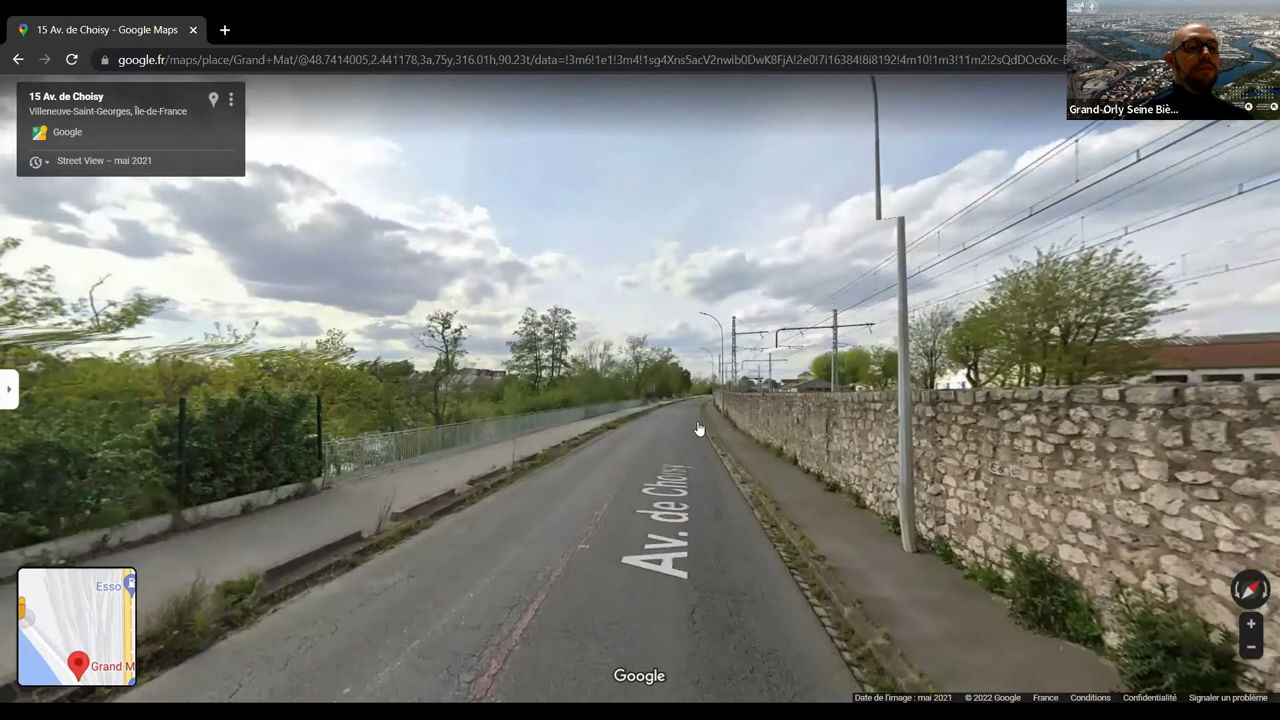 15 Av. de Choisy - Google Maps
google.fr/maps/place/Grand+Mat/@48.7414005,2.441178,3a,75y,316.01h,90.23t/data=!3m6!1e1!3m4!1sg4Xns5acV2nwib0DwK8FjA!2e0!7i16384!8i8192!4m10!1m3!11m2!2sQdDOc6Xc-E
Grand-Orly Seine Biè...
15 Av. de Choisy
Villeneuve-Saint-Georges, Île-de-France
Google
Street View – mai 2021
Av. de Choisy
Esso
Grand M
Google
Date de l'image : mai 2021 © 2022 Google France Conditions Confidentialité Signaler un problème